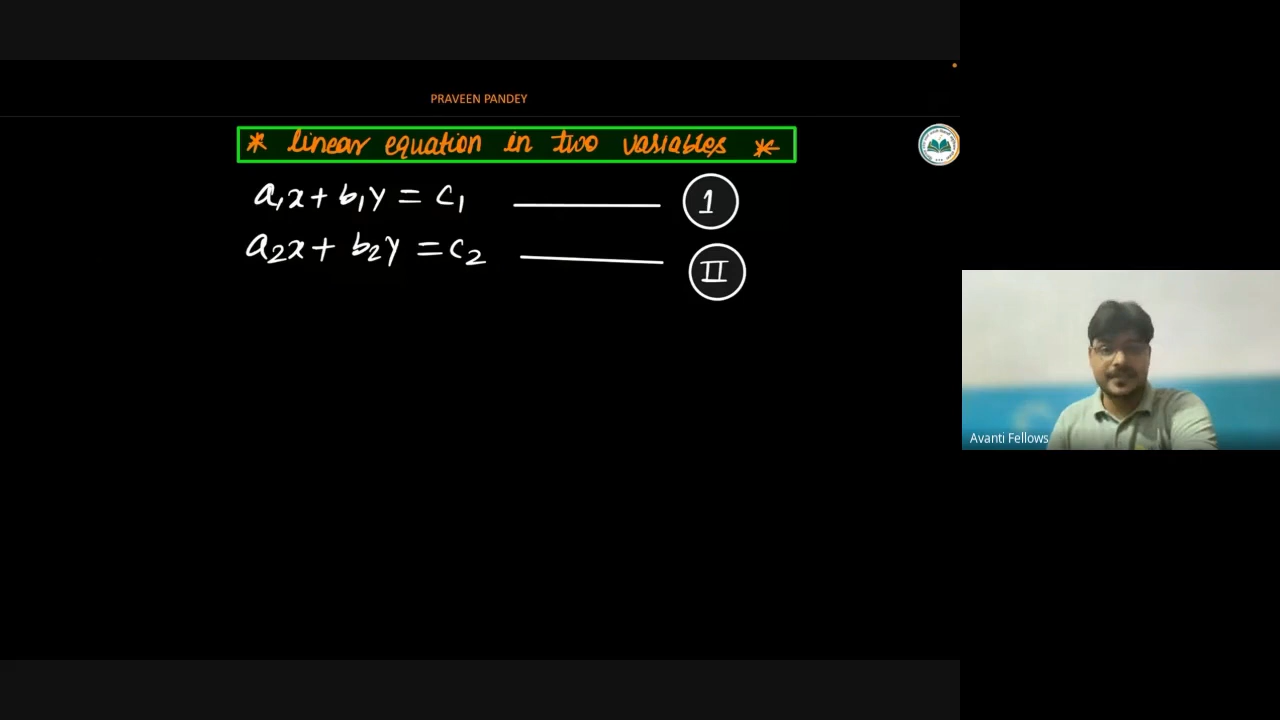 PRAVEEN PANDEY
* linear equation in two variables *
a₁x + b₁y = c₁ ——— 1
a₂x + b₂y = c₂ ——— II
Avanti Fellows